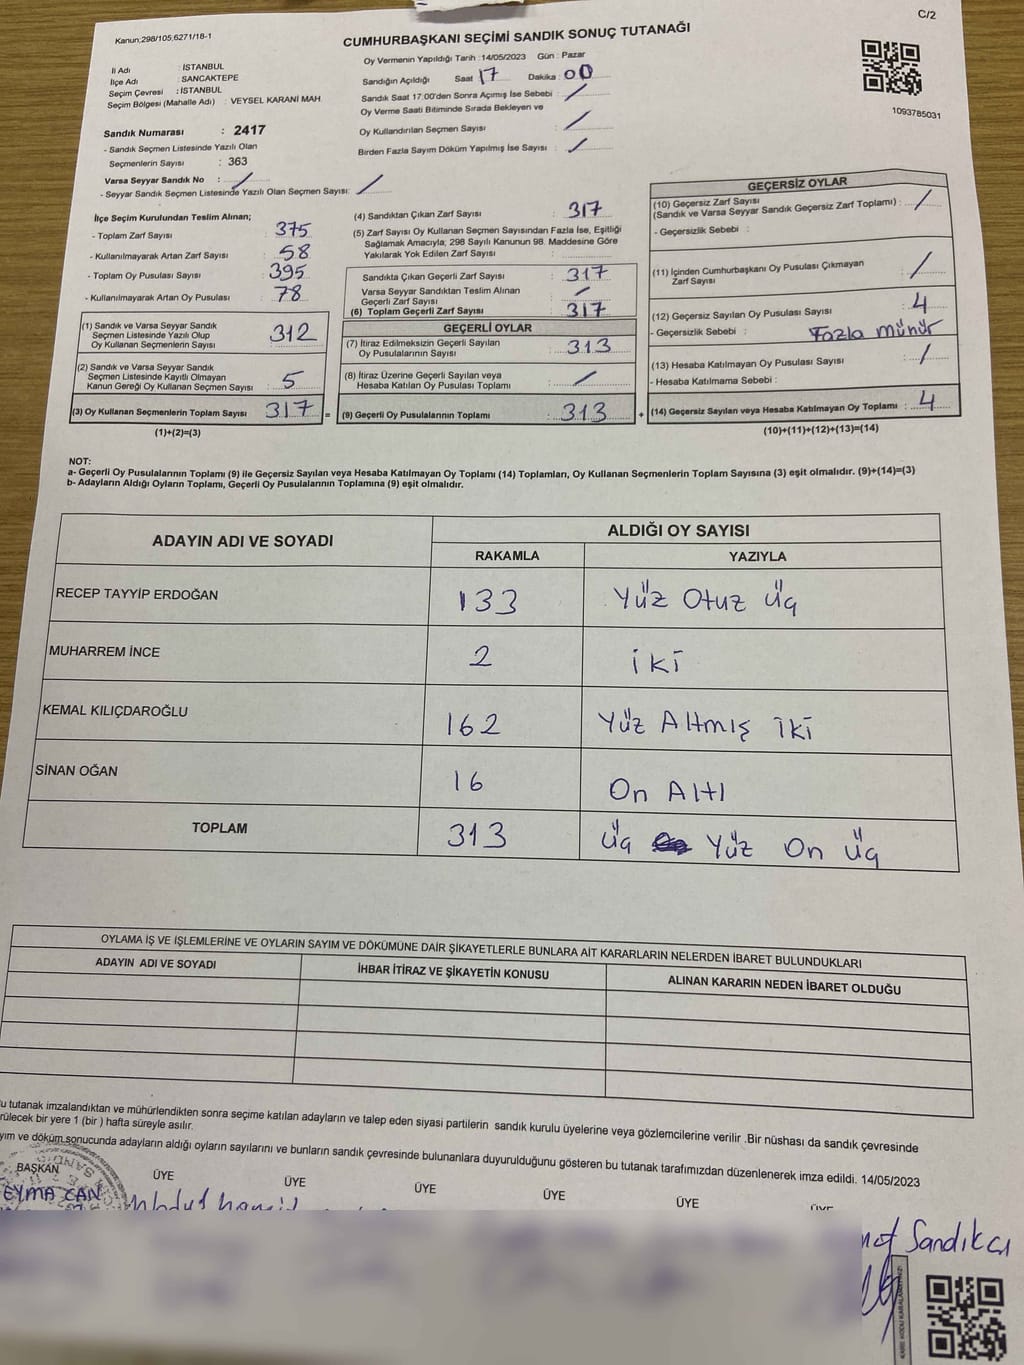 C/2
Kanun;298/105,6271/18-1
CUMHURBAŞKANI SEÇİMİ SANDIK SONUÇ TUTANAĞI
Oy Vermenin Yapıldığı Tarih :14/05/2023 Gün : Pazar
İl Adı : İSTANBUL
İlçe Adı : SANCAKTEPE
Seçim Çevresi : İSTANBUL
Seçim Bölgesi (Mahalle Adı) : VEYSEL KARANİ MAH
Sandığın Açıldığı Saat 17 Dakika : 00
Sandık Saat 17:00'den Sonra Açımış İse Sebebi : /
Oy Verme Saati Bitiminde Sırada Bekleyen ve
Oy Kullandırılan Seçmen Sayısı /
Birden Fazla Sayım Döküm Yapılmış İse Sayısı : /
1093785031
Sandık Numarası : 2417
- Sandık Seçmen Listesinde Yazılı Olan
Seçmenlerin Sayısı : 363
Varsa Seyyar Sandık No : /
- Seyyar Sandık Seçmen Listesinde Yazılı Olan Seçmen Sayısı: /
İlçe Seçim Kurulundan Teslim Alınan;
- Toplam Zarf Sayısı : 375
- Kullanılmayarak Artan Zarf Sayısı : 58
- Toplam Oy Pusulası Sayısı : 395
- Kullanılmayarak Artan Oy Pusulası : 78
(1) Sandık ve Varsa Seyyar Sandık
Seçmen Listesinde Yazılı Olup
Oy Kullanan Seçmenlerin Sayısı : 312
(2) Sandık ve Varsa Seyyar Sandık
Seçmen Listesinde Kayıtlı Olmayan
Kanun Gereği Oy Kullanan Seçmen Sayısı : 5
(3) Oy Kullanan Seçmenlerin Toplam Sayısı : 317 =
(1)+(2)=(3)
(4) Sandıktan Çıkan Zarf Sayısı : 317
(5) Zarf Sayısı Oy Kullanan Seçmen Sayısından Fazla İse, Eşitliği
Sağlamak Amacıyla; 298 Sayılı Kanunun 98. Maddesine Göre
Yakılarak Yok Edilen Zarf Sayısı :
Sandıkta Çıkan Geçerli Zarf Sayısı : 317
Varsa Seyyar Sandıktan Teslim Alınan
Geçerli Zarf Sayısı : /
(6) Toplam Geçerli Zarf Sayısı : 317
GEÇERLİ OYLAR
(7) İtiraz Edilmeksizin Geçerli Sayılan
Oy Pusulalarının Sayısı : 313
(8) İtiraz Üzerine Geçerli Sayılan veya
Hesaba Katılan Oy Pusulası Toplamı : /
(9) Geçerli Oy Pusulalarının Toplamı : 313 +
GEÇERSİZ OYLAR
(10) Geçersiz Zarf Sayısı
(Sandık ve Varsa Seyyar Sandık Geçersiz Zarf Toplamı) : /
- Geçersizlik Sebebi :
(11) İçinden Cumhurbaşkanı Oy Pusulası Çıkmayan
Zarf Sayısı : /
(12) Geçersiz Sayılan Oy Pusulası Sayısı : 4
- Geçersizlik Sebebi : Fazla Münür
(13) Hesaba Katılmayan Oy Pusulası Sayısı : /
- Hesaba Katılmama Sebebi :
(14) Geçersiz Sayılan veya Hesaba Katılmayan Oy Toplamı : 4
(10)+(11)+(12)+(13)=(14)
NOT:
a- Geçerli Oy Pusulalarının Toplamı (9) ile Geçersiz Sayılan veya Hesaba Katılmayan Oy Toplamı (14) Toplamları, Oy Kullanan Seçmenlerin Toplam Sayısına (3) eşit olmalıdır. (9)+(14)=(3)
b- Adayların Aldığı Oyların Toplamı, Geçerli Oy Pusulalarının Toplamına (9) eşit olmalıdır.
ADAYIN ADI VE SOYADI ALDIĞI OY SAYISI
RAKAMLA YAZIYLA
RECEP TAYYİP ERDOĞAN 133 Yüz Otuz üç
MUHARREM İNCE 2 iki
KEMAL KILIÇDAROĞLU 162 Yüz Altmış iki
SİNAN OĞAN 16 On Altı
TOPLAM 313 üç Yüz On üç
OYLAMA İŞ VE İŞLEMLERİNE VE OYLARIN SAYIM VE DÖKÜMÜNE DAİR ŞİKAYETLERLE BUNLARA AİT KARARLARIN NELERDEN İBARET BULUNDUKLARI
ADAYIN ADI VE SOYADI İHBAR İTİRAZ VE ŞİKAYETİN KONUSU ALINAN KARARIN NEDEN İBARET OLDUĞU
u tutanak imzalandıktan ve mühürlendikten sonra seçime katılan adayların ve talep eden siyasi partilerin sandık kurulu üyelerine veya gözlemcilerine verilir .Bir nüshası da sandık çevresinde
rülecek bir yere 1 (bir ) hafta süreyle asılır.
yım ve döküm sonucunda adayların aldığı oyların sayılarını ve bunların sandık çevresinde bulunanlara duyurulduğunu gösteren bu tutanak tarafımızdan düzenlenerek imza edildi. 14/05/2023
BAŞKAN ÜYE ÜYE ÜYE ÜYE ÜYE ÜYE
EYMA CAN
Sandıkcı